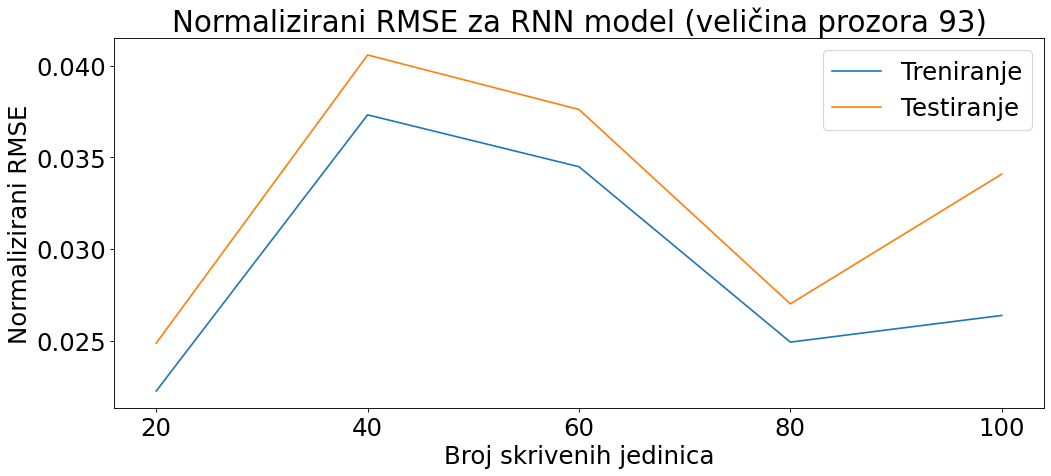 Normalizirani RMSE za RNN model (veličina prozora 93)
Treniranje
Testiranje
Normalizirani RMSE
0.040
0.035
0.030
0.025
20 40 60 80 100
Broj skrivenih jedinica